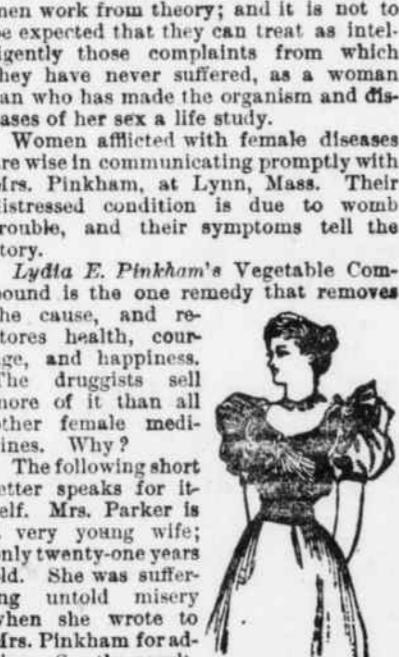 men work from theory; and it is not to
be expected that they can treat as intel-
ligently those complaints from which
they have never suffered, as a woman
can who has made the organism and dis-
eases of her sex a life study.
Women afflicted with female diseases
are wise in communicating promptly with
Mrs. Pinkham, at Lynn, Mass. Their
distressed condition is due to womb
trouble, and their symptoms tell the
story.
Lydia E. Pinkham's Vegetable Com-
pound is the one remedy that removes
the cause, and re-
stores health, cour-
age, and happiness.
The druggists sell
more of it than all
other female medi-
cines. Why?
The following short
letter speaks for it-
self. Mrs. Parker is
a very young wife;
only twenty-one years
old. She was suffer-
ing untold misery
when she wrote to
Mrs. Pinkham for ad-